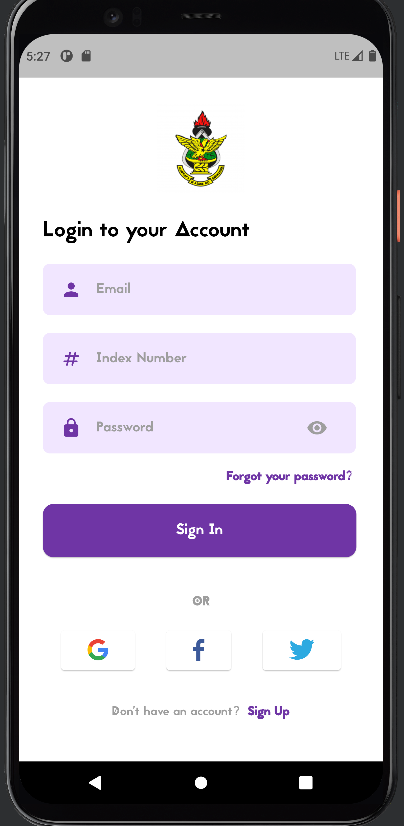 5:27 LTE
Login to your Account
Email
# Index Number
Password
Forgot your password?
Sign In
OR
G f
Don't have an account? Sign Up